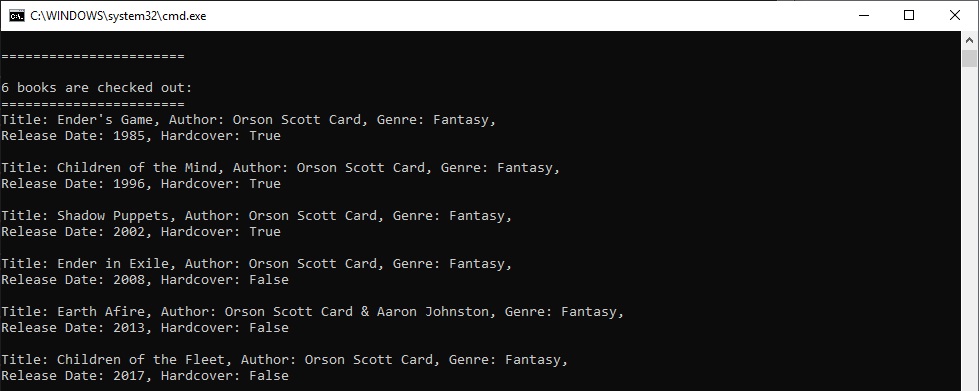 C:\WINDOWS\system32\cmd.exe
=======================
6 books are checked out:
=======================
Title: Ender's Game, Author: Orson Scott Card, Genre: Fantasy,
Release Date: 1985, Hardcover: True
Title: Children of the Mind, Author: Orson Scott Card, Genre: Fantasy,
Release Date: 1996, Hardcover: True
Title: Shadow Puppets, Author: Orson Scott Card, Genre: Fantasy,
Release Date: 2002, Hardcover: True
Title: Ender in Exile, Author: Orson Scott Card, Genre: Fantasy,
Release Date: 2008, Hardcover: False
Title: Earth Afire, Author: Orson Scott Card & Aaron Johnston, Genre: Fantasy,
Release Date: 2013, Hardcover: False
Title: Children of the Fleet, Author: Orson Scott Card, Genre: Fantasy,
Release Date: 2017, Hardcover: False